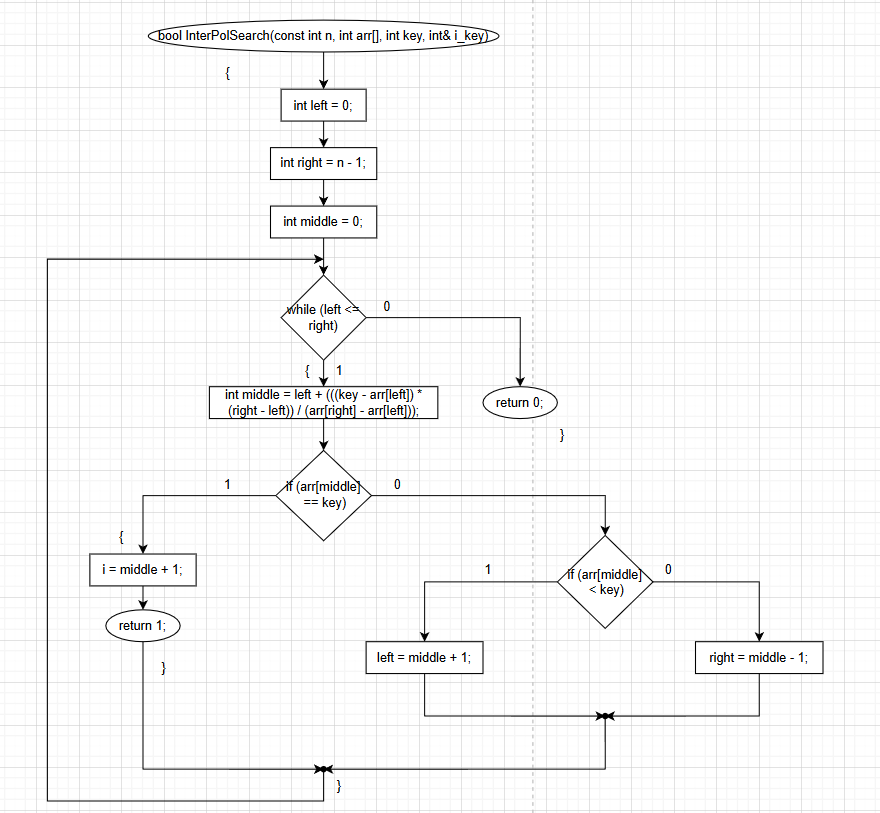 bool InterPolSearch(const int n, int arr[], int key, int& i_key)
{
int left = 0;
int right = n - 1;
int middle = 0;
while (left <=
right)
0
{
1
int middle = left + (((key - arr[left]) *
(right - left)) / (arr[right] - arr[left]));
return 0;
}
if (arr[middle]
== key)
1
0
{
i = middle + 1;
return 1;
}
if (arr[middle]
< key)
1
0
left = middle + 1;
right = middle - 1;
}